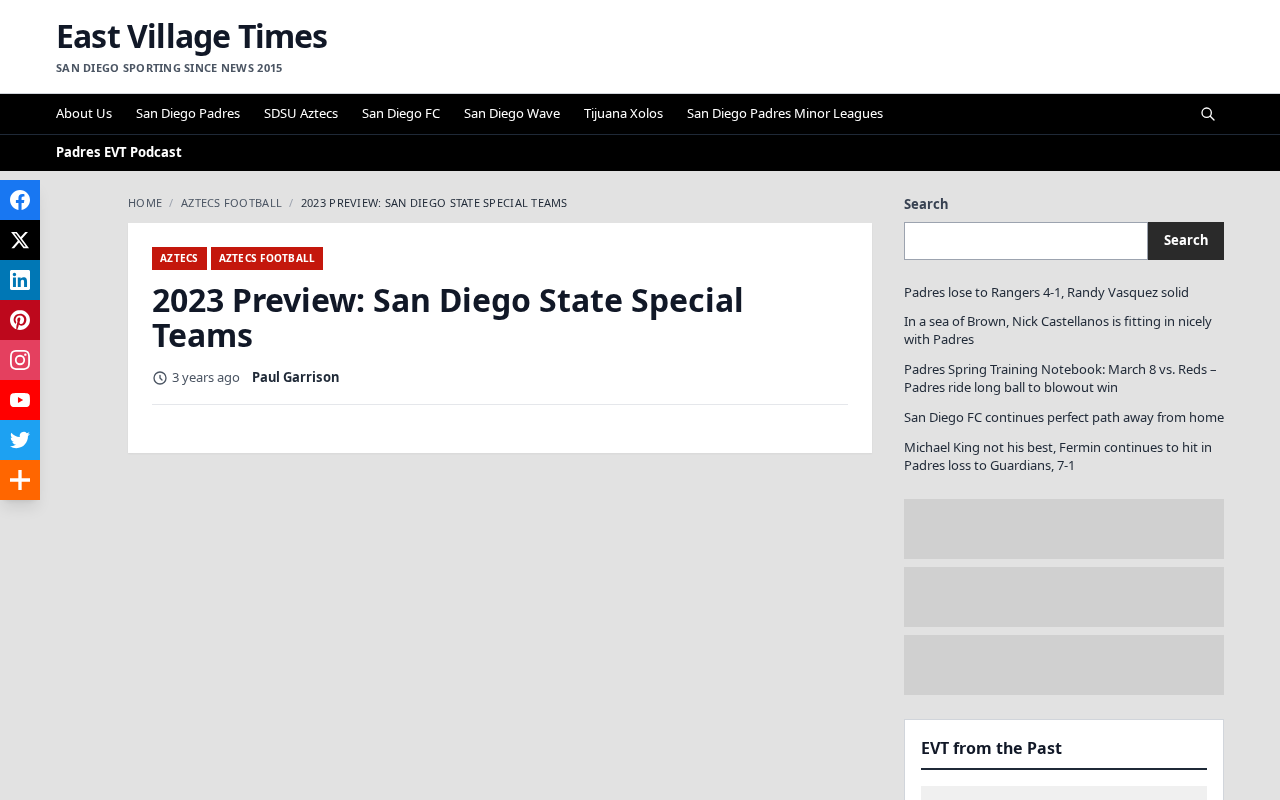 East Village Times
SAN DIEGO SPORTING SINCE NEWS 2015
About Us San Diego Padres SDSU Aztecs San Diego FC San Diego Wave Tijuana Xolos San Diego Padres Minor Leagues
Padres EVT Podcast
HOME / AZTECS FOOTBALL / 2023 PREVIEW: SAN DIEGO STATE SPECIAL TEAMS
AZTECS AZTECS FOOTBALL
2023 Preview: San Diego State Special
Teams
3 years ago Paul Garrison
Search
Search
Padres lose to Rangers 4-1, Randy Vasquez solid
In a sea of Brown, Nick Castellanos is fitting in nicely
with Padres
Padres Spring Training Notebook: March 8 vs. Reds –
Padres ride long ball to blowout win
San Diego FC continues perfect path away from home
Michael King not his best, Fermin continues to hit in
Padres loss to Guardians, 7-1
EVT from the Past